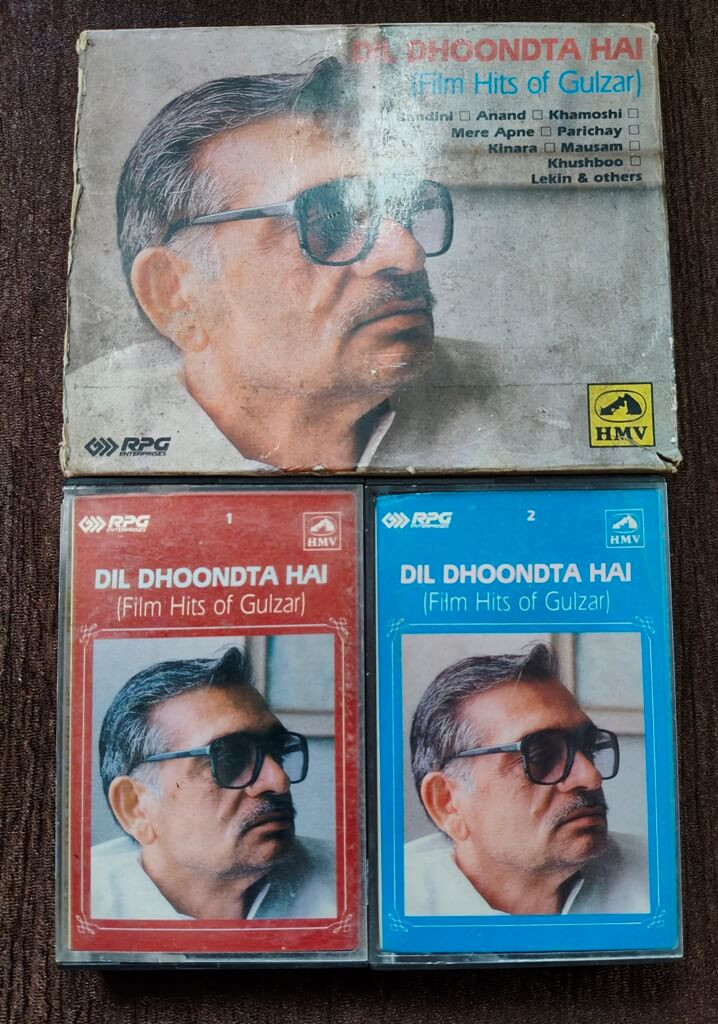 DIL DHOONDTA HAI
(Film Hits of Gulzar)
Bandini □ Anand □ Khamoshi □
Mere Apne □ Parichay □
Kinara □ Mausam □
Khushboo □
Lekin & others
RPG
ENTERPRISES
HMV
RPG
ENTERPRISES
1
HMV
DIL DHOONDTA HAI
(Film Hits of Gulzar)
RPG
ENTERPRISES
2
HMV
DIL DHOONDTA HAI
(Film Hits of Gulzar)